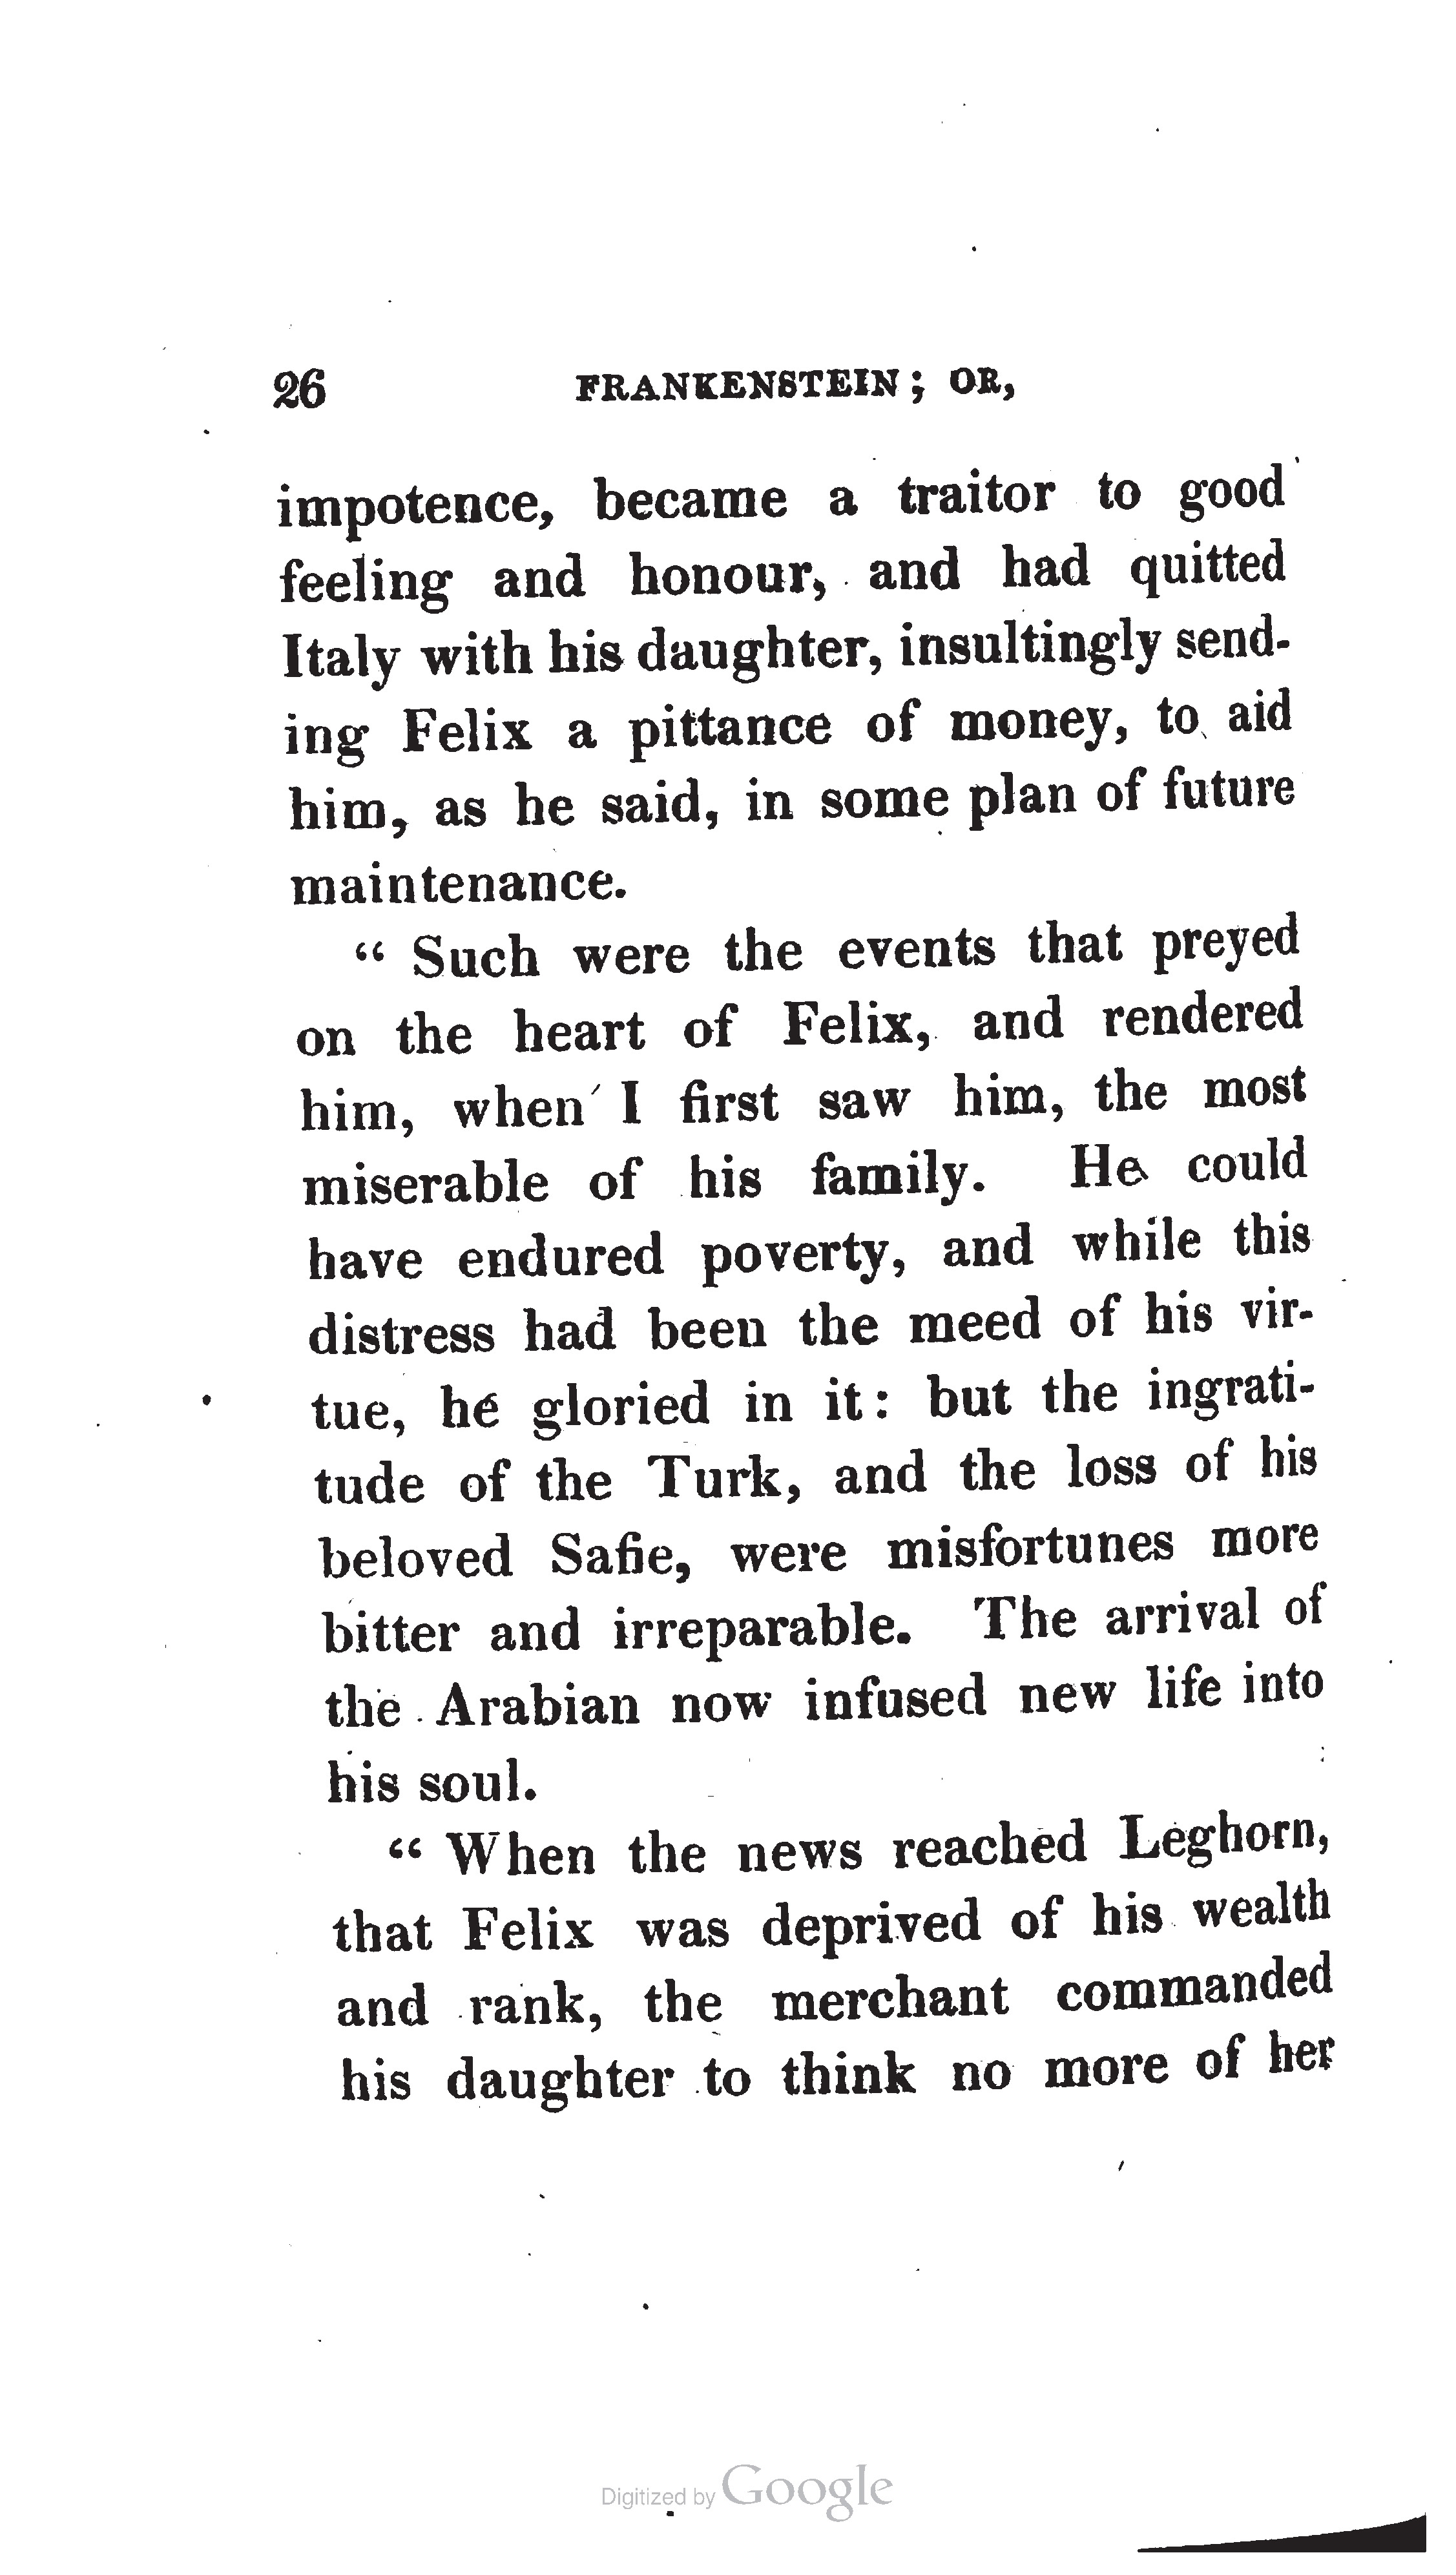 26 FRANKENSTEIN; OR,
impotence, became a traitor to good
feeling and honour, and had quitted
Italy with his daughter, insultingly send-
ing Felix a pittance of money, to aid
him, as he said, in some plan of future
maintenance.
“ Such were the events that preyed
on the heart of Felix, and rendered
him, when I first saw him, the most
miserable of his family. He could
have endured poverty, and while this
distress had been the meed of his vir-
tue, he gloried in it: but the ingrati-
tude of the Turk, and the loss of his
beloved Safie, were misfortunes more
bitter and irreparable. The arrival of
the Arabian now infused new life into
his soul.
“ When the news reached Leghorn,
that Felix was deprived of his wealth
and rank, the merchant commanded
his daughter to think no more of her
Digitized by Google